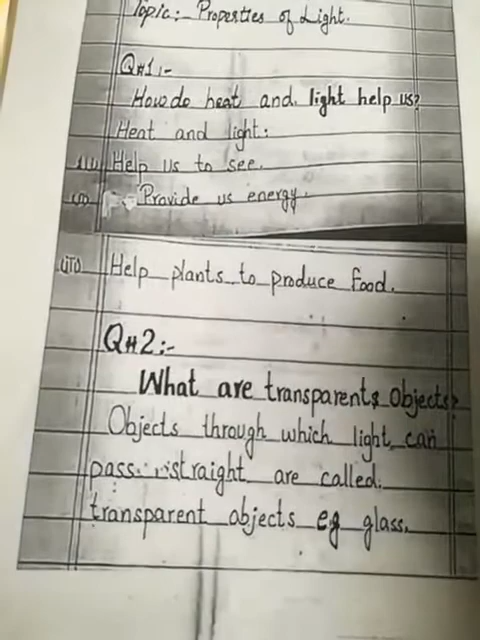 Topic:- Properties of Light.
Q#1:-
How do heat and light help us?
Heat and light:
(i) Help us to see.
(ii) Provide us energy.
(iii) Help plants to produce food.
Q#2:-
What are transparents objects?
Objects through which light can
pass straight are called
transparent objects eg glass.